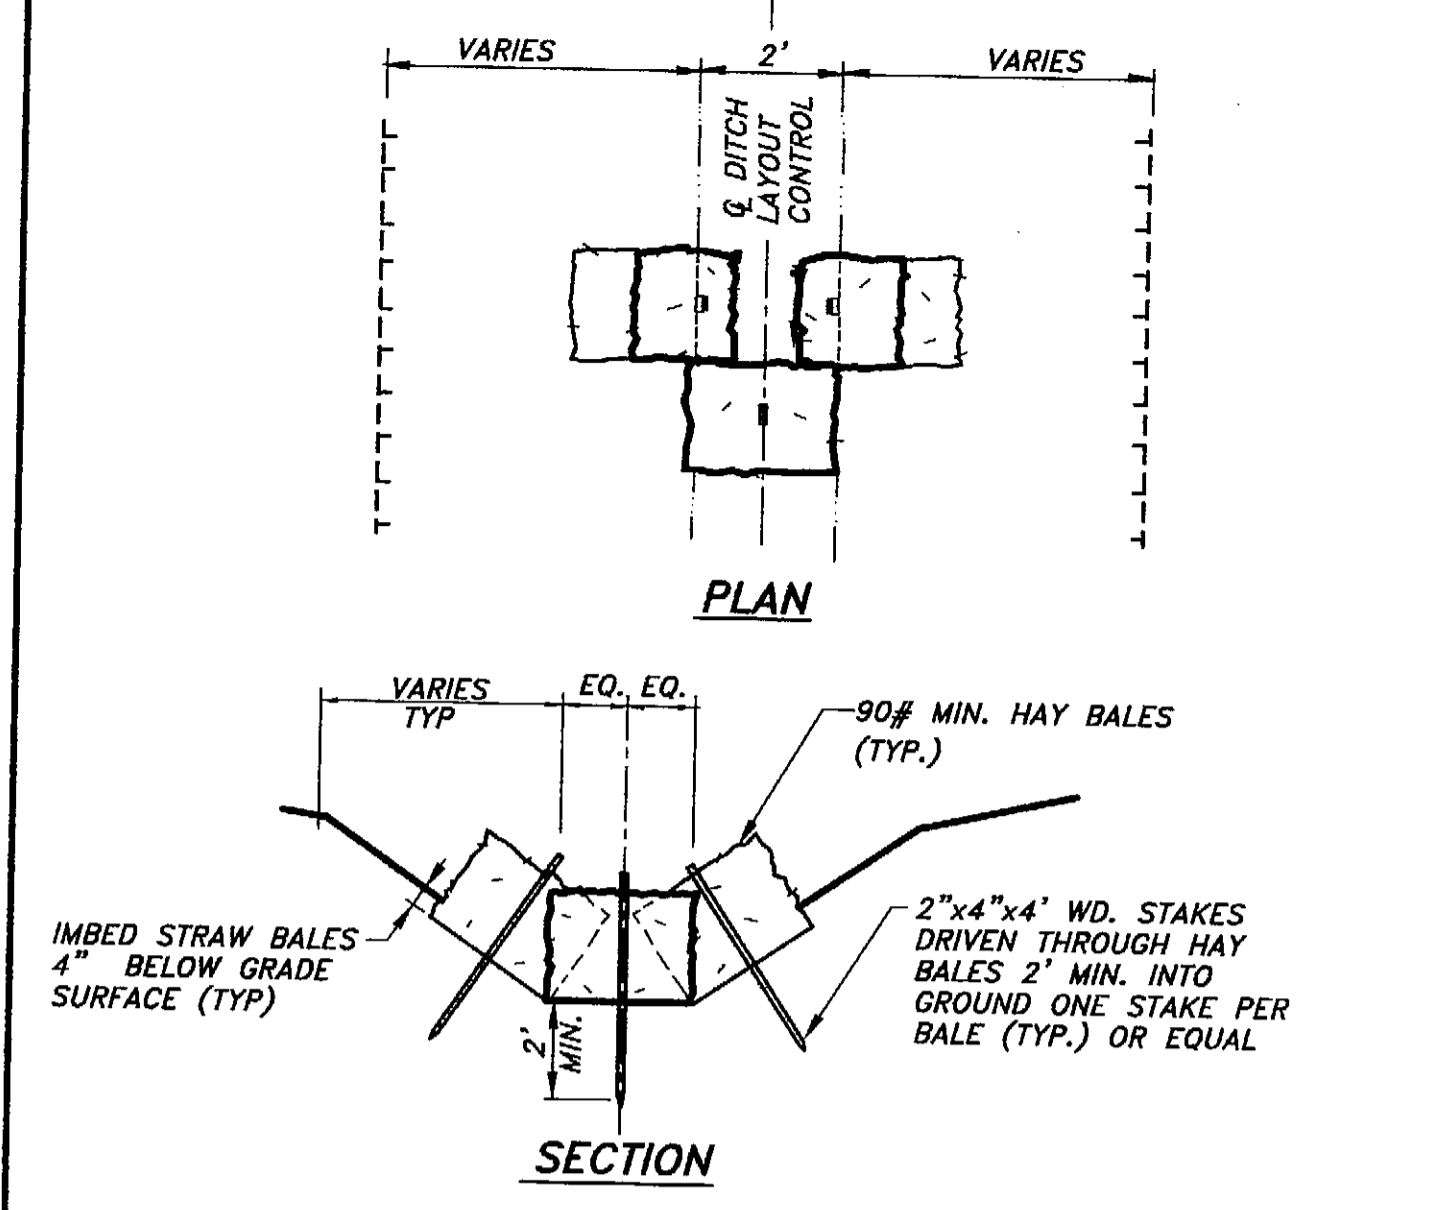 VARIES
2'
VARIES
℄ DITCH
LAYOUT
CONTROL
PLAN
VARIES
TYP
EQ.
EQ.
90# MIN. HAY BALES
(TYP.)
IMBED STRAW BALES
4" BELOW GRADE
SURFACE (TYP)
2"x4"x4' WD. STAKES
DRIVEN THROUGH HAY
BALES 2' MIN. INTO
GROUND ONE STAKE PER
BALE (TYP.) OR EQUAL
2'
MIN.
SECTION